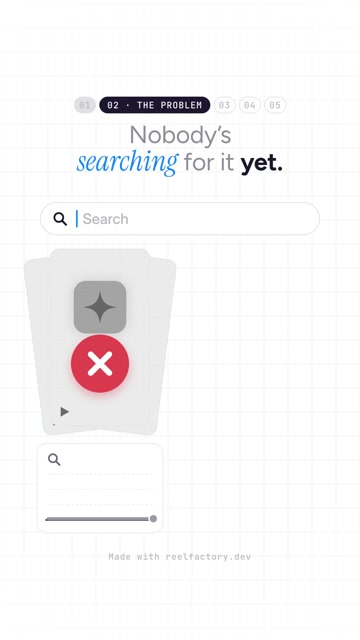 01 02 · THE PROBLEM 03 04 05
Nobody’s
searching for it yet.
Search
Made with reelfactory.dev